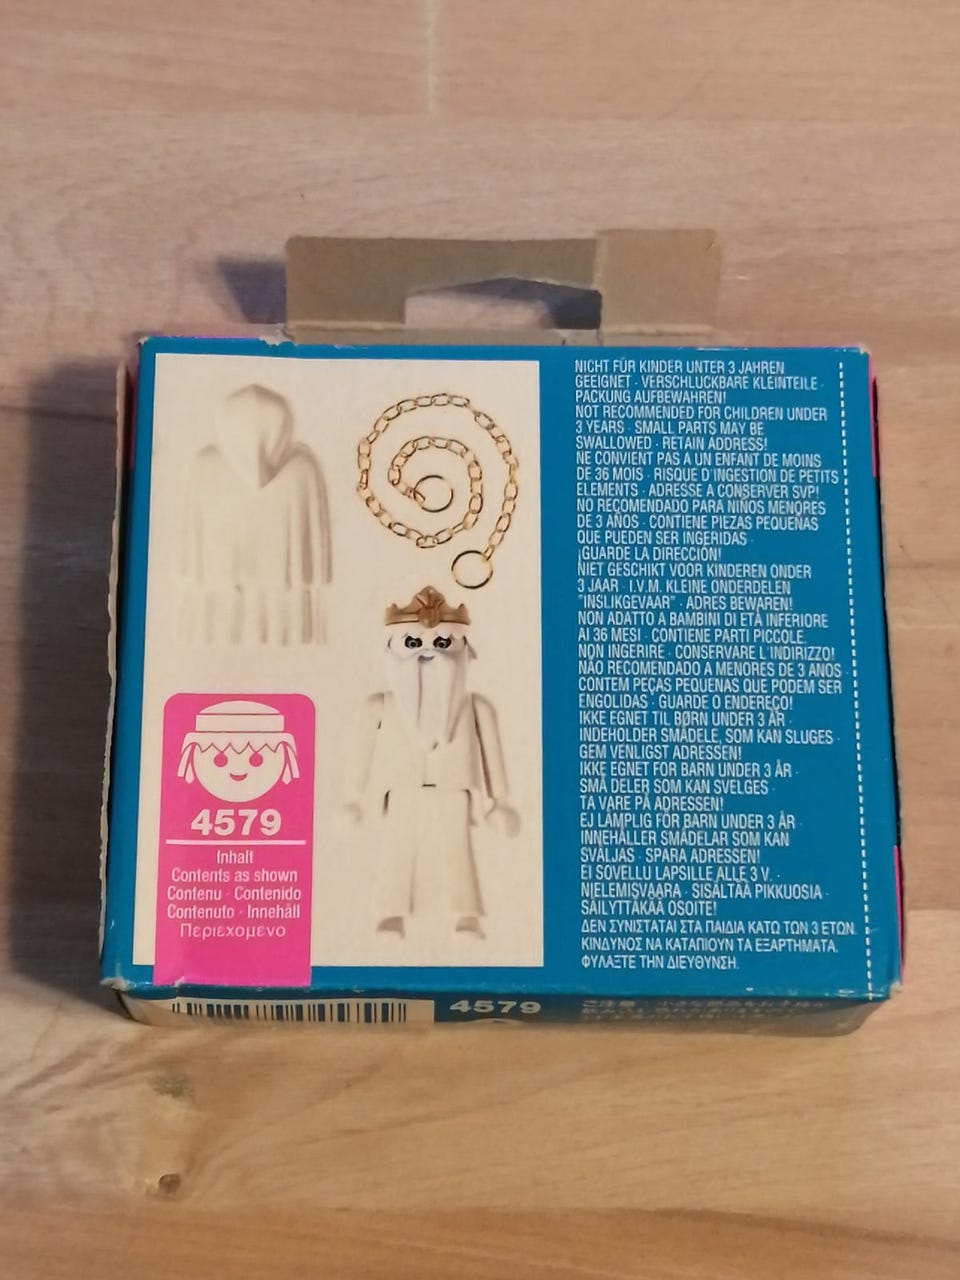 NICHT FÜR KINDER UNTER 3 JAHREN
GEEIGNET · VERSCHLUCKBARE KLEINTEILE ·
PACKUNG AUFBEWAHREN!
NOT RECOMMENDED FOR CHILDREN UNDER
3 YEARS · SMALL PARTS MAY BE
SWALLOWED · RETAIN ADDRESS!
NE CONVIENT PAS A UN ENFANT DE MOINS
DE 36 MOIS · RISQUE D'INGESTION DE PETITS
ELEMENTS · ADRESSE A CONSERVER SVP!
NO RECOMENDADO PARA NIÑOS MENORES
DE 3 AÑOS · CONTIENE PIEZAS PEQUEÑAS
QUE PUEDEN SER INGERIDAS ·
¡GUARDE LA DIRECCIÓN!
NIET GESCHIKT VOOR KINDEREN ONDER
3 JAAR · I.V.M. KLEINE ONDERDELEN
"INSLIKGEVAAR" · ADRES BEWAREN!
NON ADATTO A BAMBINI DI ETÀ INFERIORE
AI 36 MESI · CONTIENE PARTI PICCOLE.
NON INGERIRE · CONSERVARE L'INDIRIZZO!
NÃO RECOMENDADO A MENORES DE 3 ANOS ·
CONTEM PEÇAS PEQUENAS QUE PODEM SER
ENGOLIDAS · GUARDE O ENDEREÇO!
IKKE EGNET TIL BØRN UNDER 3 ÅR ·
INDEHOLDER SMÅDELE, SOM KAN SLUGES ·
GEM VENLIGST ADRESSEN!
IKKE EGNET FOR BARN UNDER 3 ÅR ·
SMÅ DELER SOM KAN SVELGES ·
TA VARE PÅ ADRESSEN!
EJ LÄMPLIG FÖR BARN UNDER 3 ÅR ·
INNEHÅLLER SMÅDELAR SOM KAN
SVÄLJAS · SPARA ADRESSEN!
EI SOVELLU LAPSILLE ALLE 3 V. ·
NIELEMISVAARA · SISÄLTÄÄ PIKKUOSIA ·
SÄILYTTÄKÄÄ OSOITE!
ΔΕΝ ΣΥΝΙΣΤΑΤΑΙ ΣΤΑ ΠΑΙΔΙΑ ΚΑΤΩ ΤΩΝ 3 ΕΤΩΝ.
ΚΙΝΔΥΝΟΣ ΝΑ ΚΑΤΑΠΙΟΥΝ ΤΑ ΕΞΑΡΤΗΜΑΤΑ.
ΦΥΛΑΞΤΕ ΤΗΝ ΔΙΕΥΘΥΝΣΗ.
4579
Inhalt
Contents as shown
Contenu · Contenido
Contenuto · Innehåll
Περιεχομενο
4579